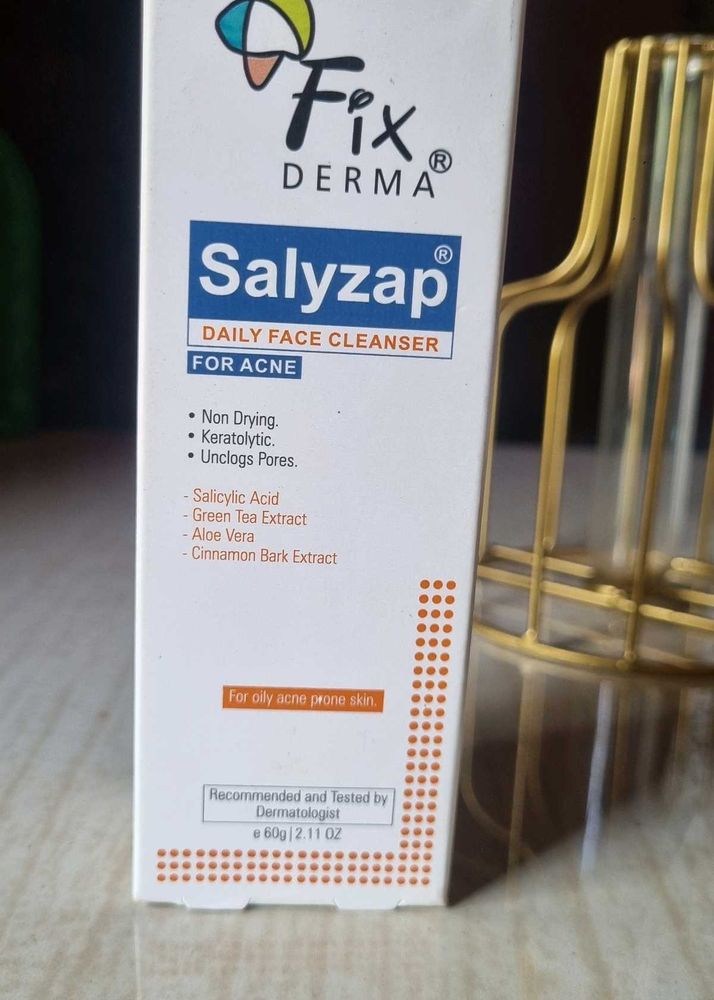 Fix
DERMA®
Salyzap®
DAILY FACE CLEANSER
FOR ACNE
• Non Drying.
• Keratolytic.
• Unclogs Pores.
- Salicylic Acid
- Green Tea Extract
- Aloe Vera
- Cinnamon Bark Extract
For oily acne prone skin.
Recommended and Tested by
Dermatologist
e 60g | 2.11 OZ